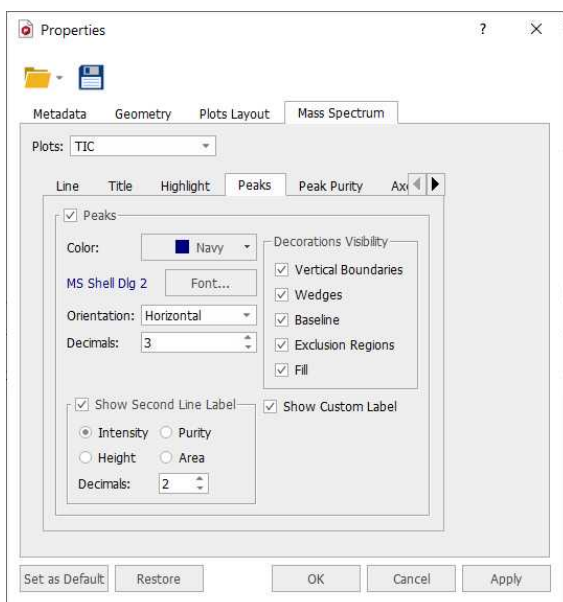 Properties
?
Metadata Geometry Plots Layout Mass Spectrum
Plots: TIC
Line Title Highlight Peaks Peak Purity
Peaks
Color: Navy
Decorations Visibility
Vertical Boundaries
MS Shell Dlg 2 Font...
Wedges
Orientation: Horizontal
Baseline
Decimals: 3
Exclusion Regions
Fill
Show Second Line Label
Show Custom Label
Intensity Purity
Height Area
Decimals: 2
Set as Default Restore OK Cancel Apply